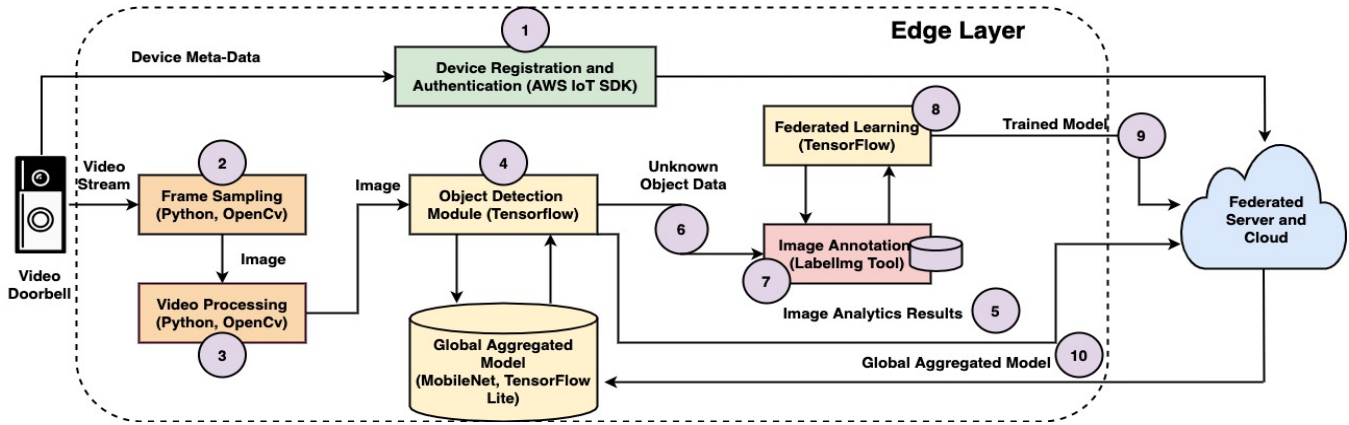 1
Edge Layer
Device Meta-Data
Device Registration and
Authentication (AWS IoT SDK)
8
Federated Learning
(TensorFlow)
Trained Model
9
Video
Stream
2
Frame Sampling
(Python, OpenCv)
Image
4
Object Detection
Module (Tensorflow)
Unknown
Object Data
6
Image Annotation
(LabelImg Tool)
7
Federated
Server and
Cloud
Video
Doorbell
Image
Video Processing
(Python, OpenCv)
3
Image Analytics Results
5
Global Aggregated
Model
(MobileNet, TensorFlow
Lite)
Global Aggregated Model
10